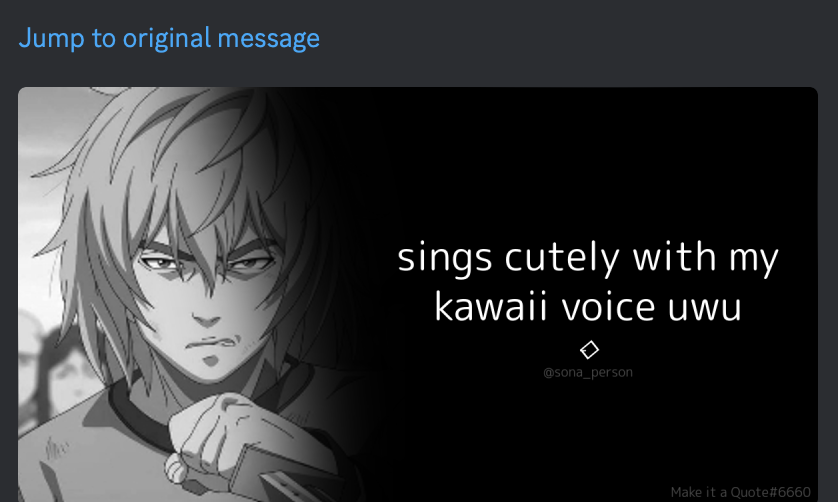 Jump to original message
sings cutely with my
kawaii voice uwu
@sona_person
Make it a Quote#6660